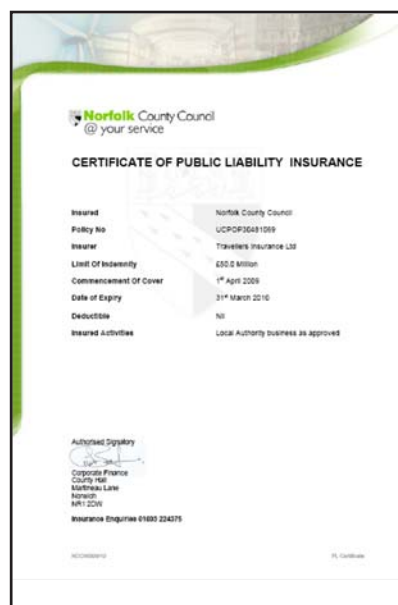 Norfolk County Council
@ your service
CERTIFICATE OF PUBLIC LIABILITY INSURANCE
Insured Norfolk County Council
Policy No
Insurer Travellers Insurance Ltd
Limit Of Indemnity £50.0 Million
Commencement Of Cover 1st April 2009
Date of Expiry 31st March 2010
Deductible Nil
Insured Activities Local Authority business as approved
Authorised Signatory
Corporate Finance
County Hall
Martineau Lane
Norwich
NR1 2DW
Insurance Enquiries 01603 224375
PL Certificate